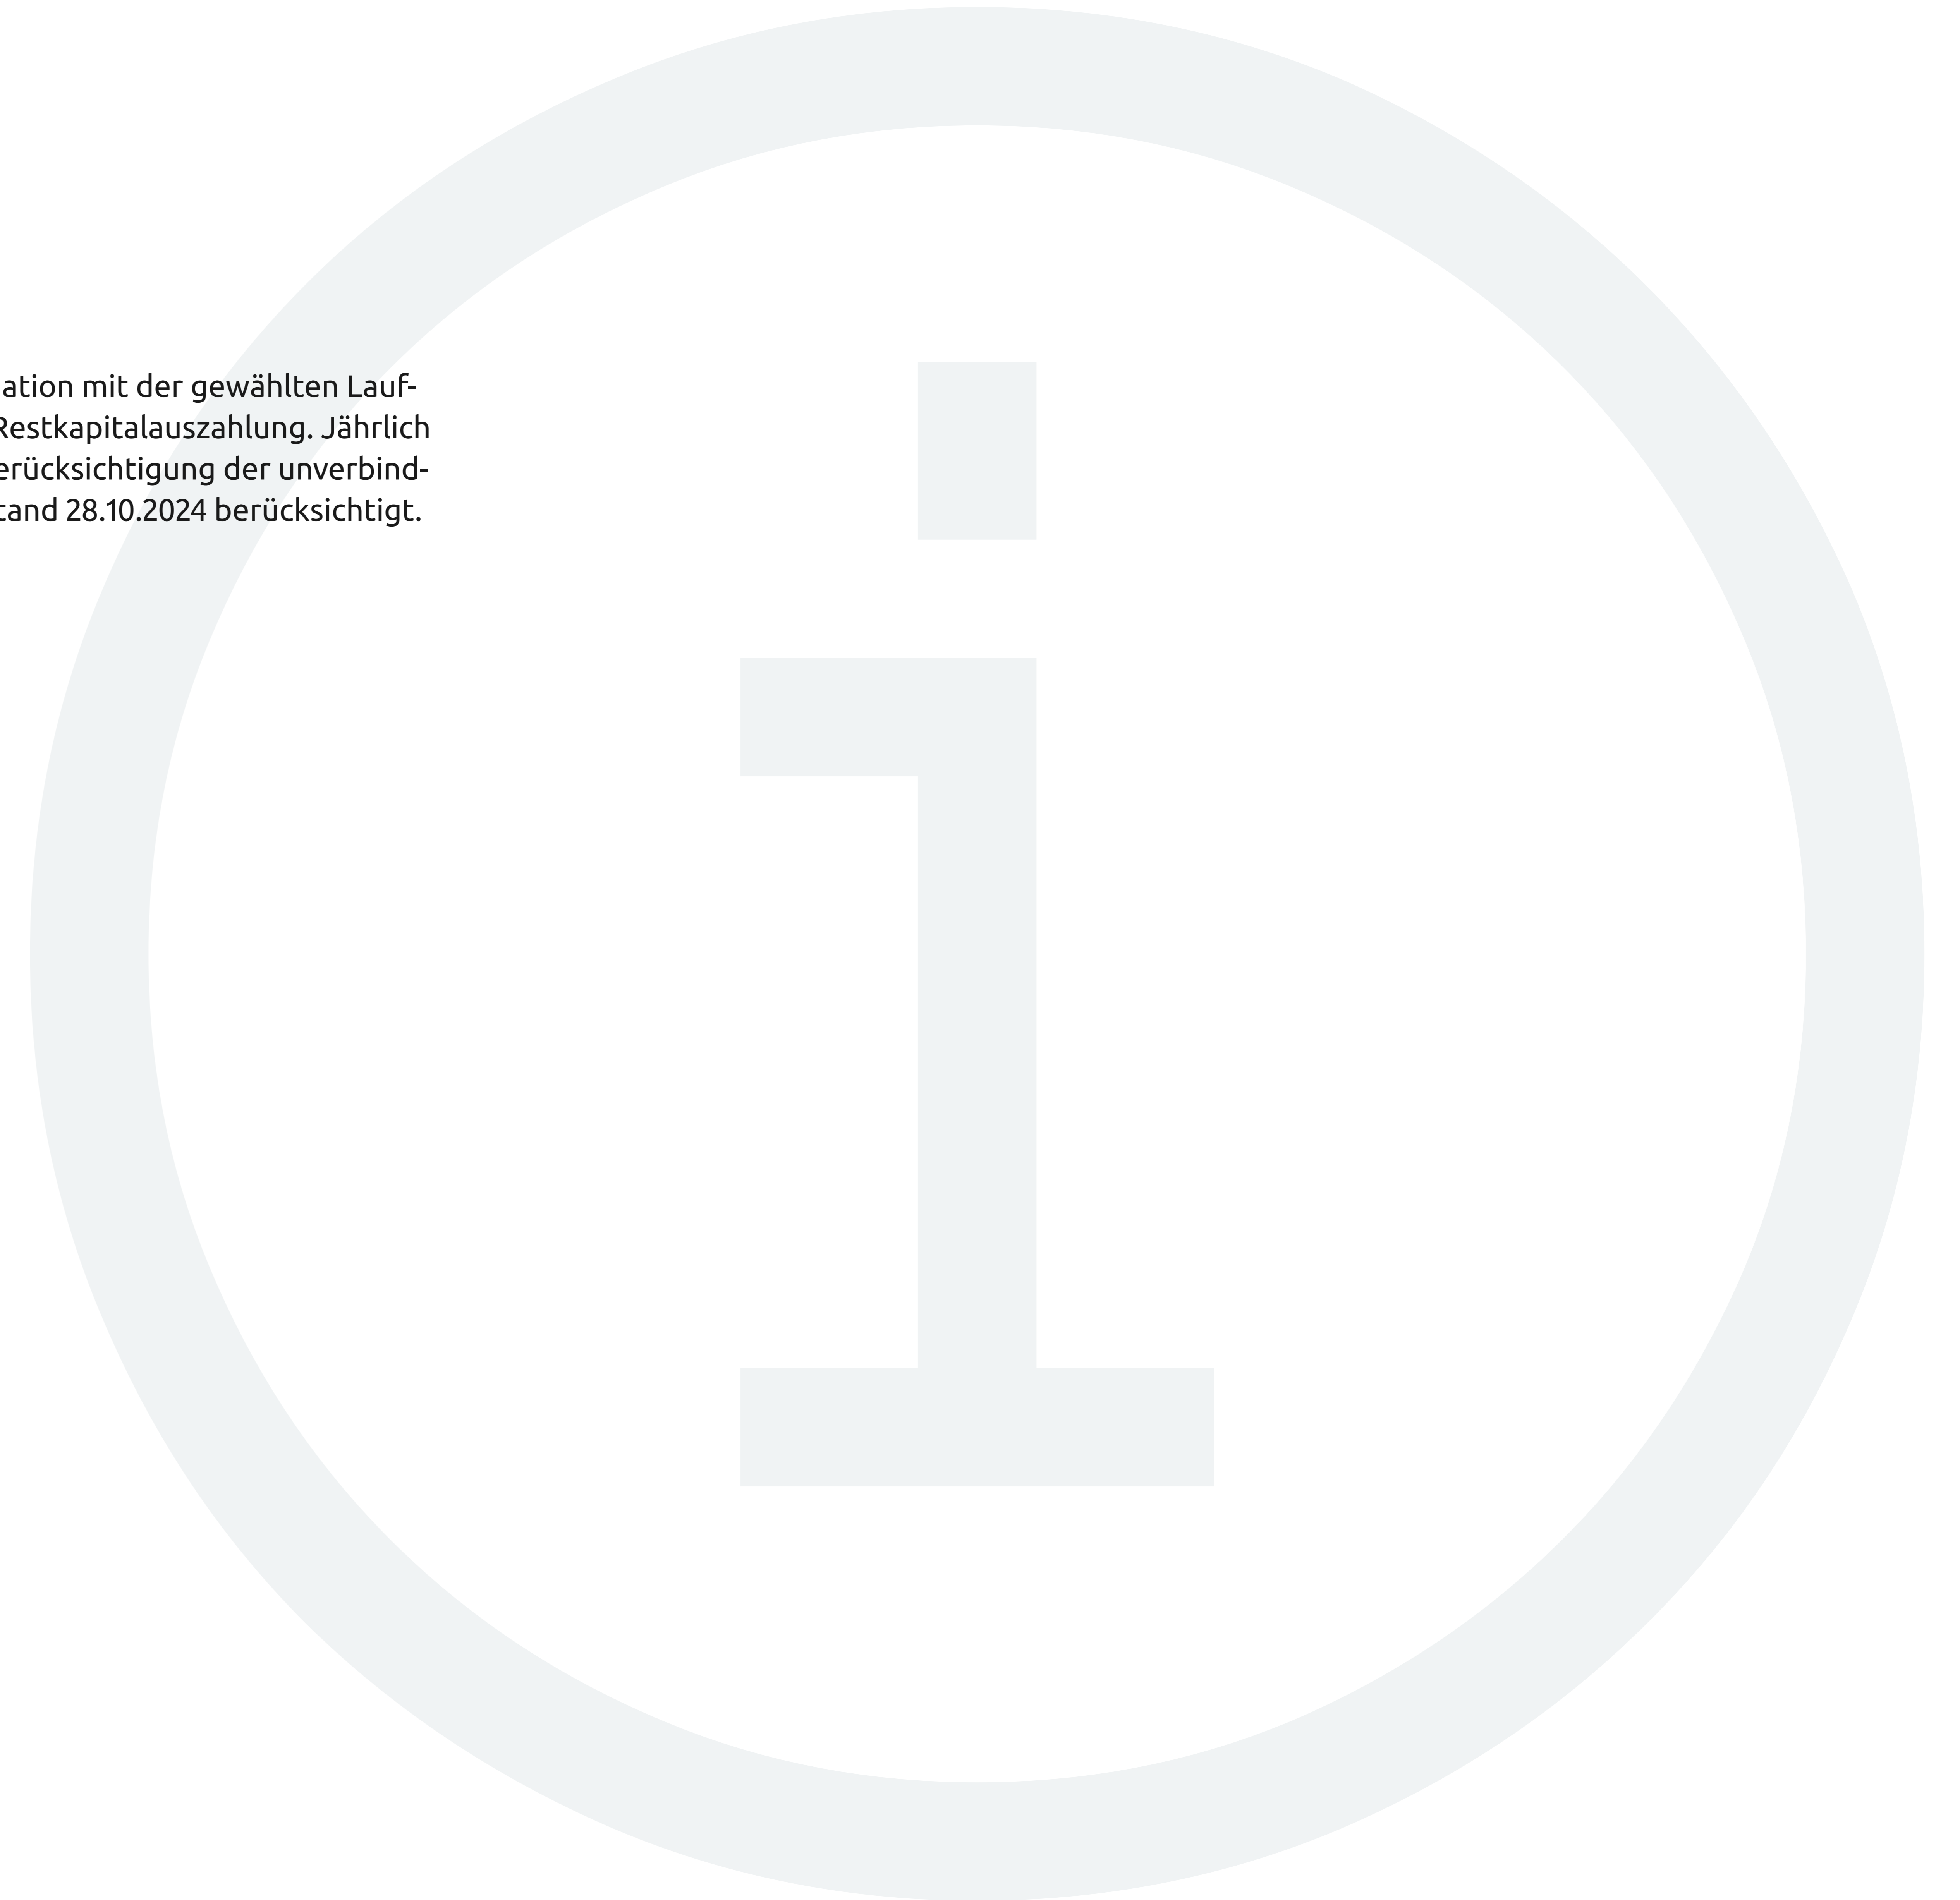 ation mit der gewählten Lauf-
Restkapitalauszahlung. Jährlich
erücksichtigung der unverbind-
tand 28.10.2024 berücksichtigt.